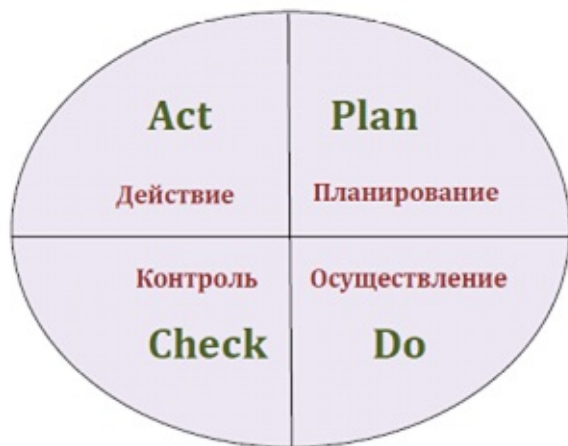 Act
Plan
Действие
Планирование
Контроль
Осуществление
Check
Do